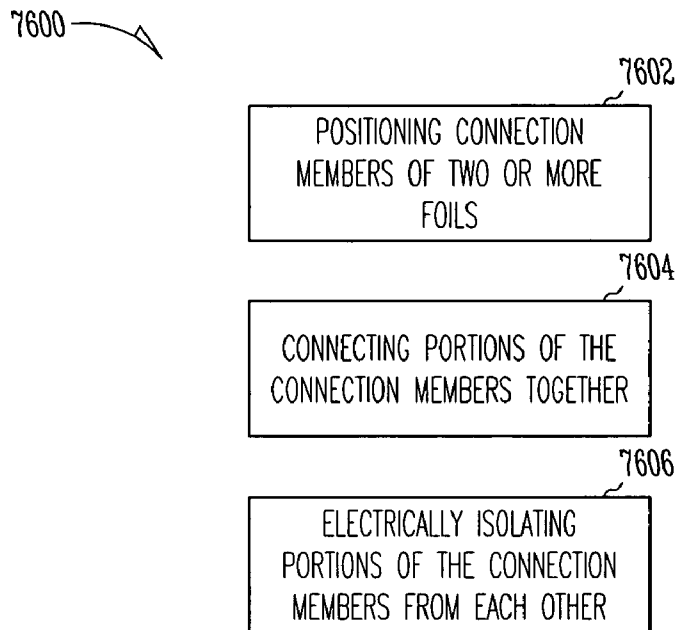 7600
7602
POSITIONING CONNECTION
MEMBERS OF TWO OR MORE
FOILS
7604
CONNECTING PORTIONS OF THE
CONNECTION MEMBERS TOGETHER
7606
ELECTRICALLY ISOLATING
PORTIONS OF THE CONNECTION
MEMBERS FROM EACH OTHER